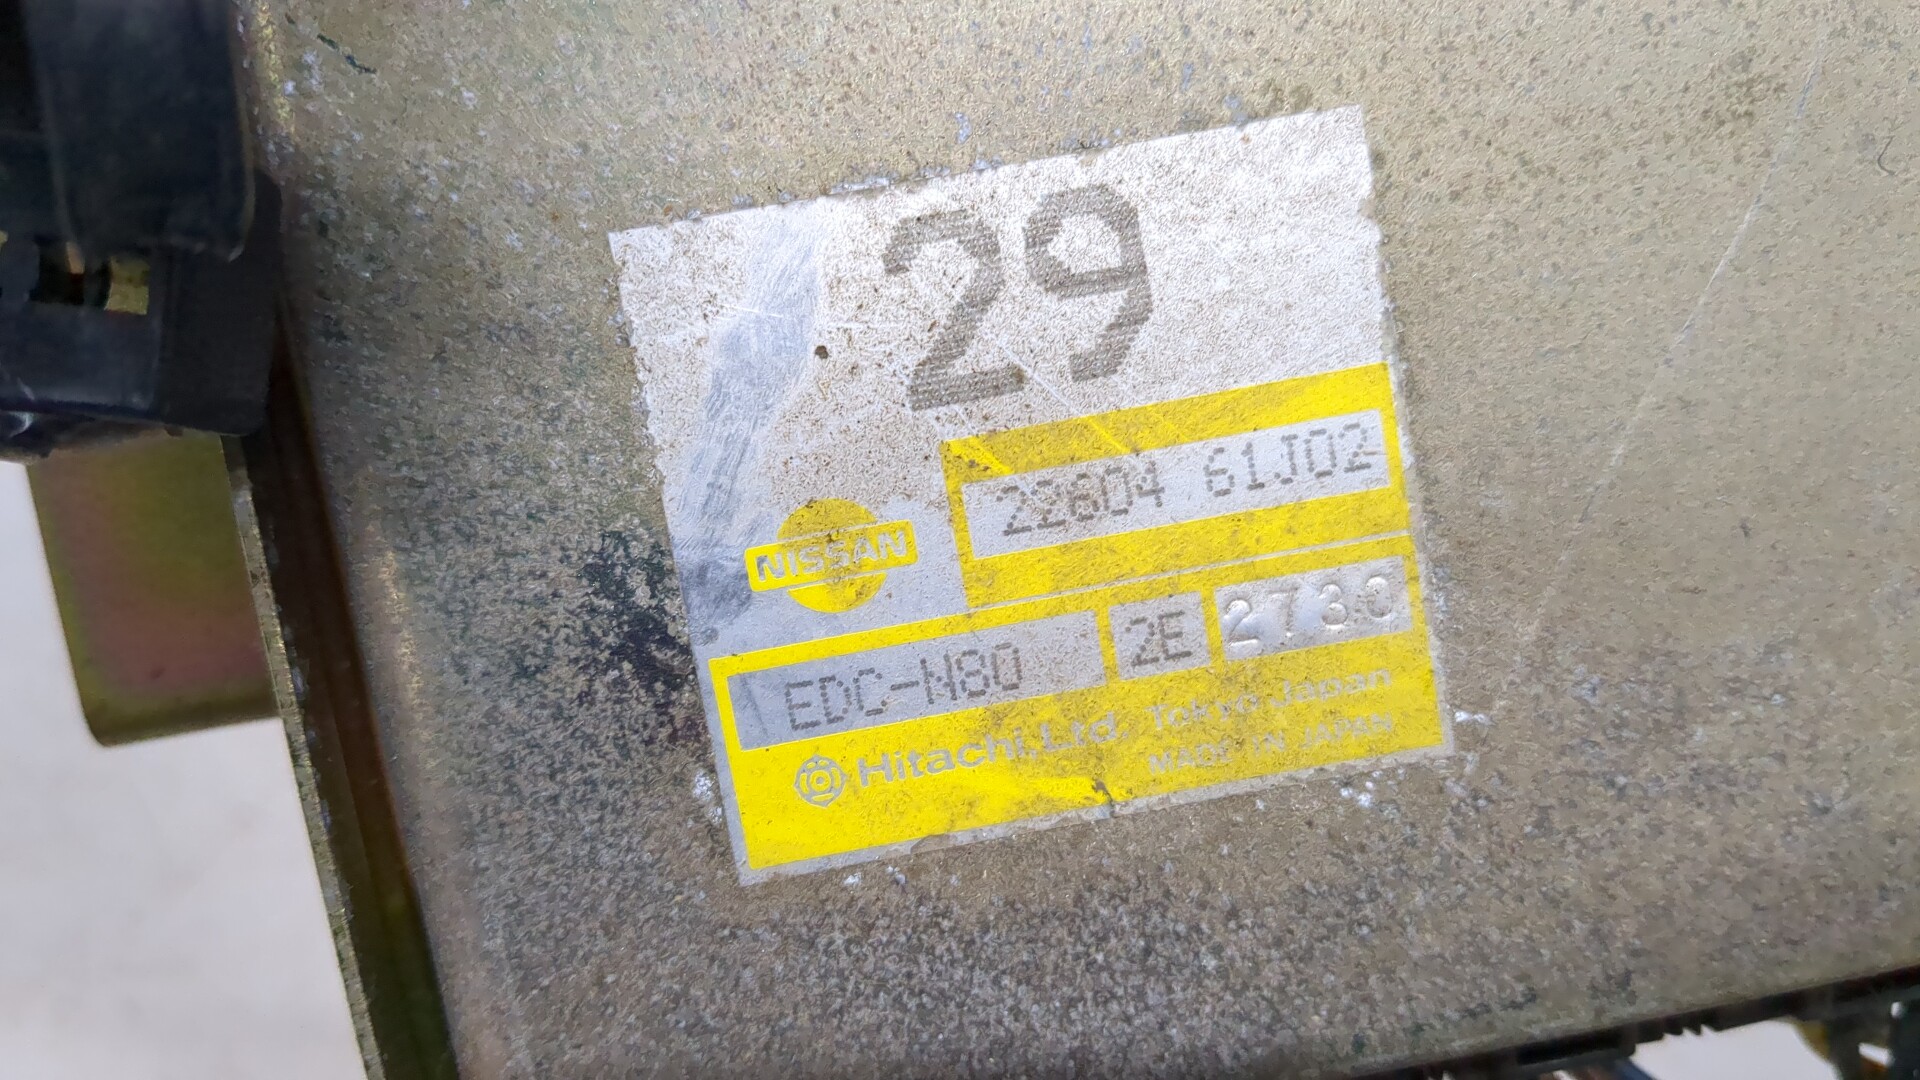 29
22604 61J02
NISSAN
EDC-N80 2E 2730
Hitachi, Ltd. Tokyo Japan
MADE IN JAPAN